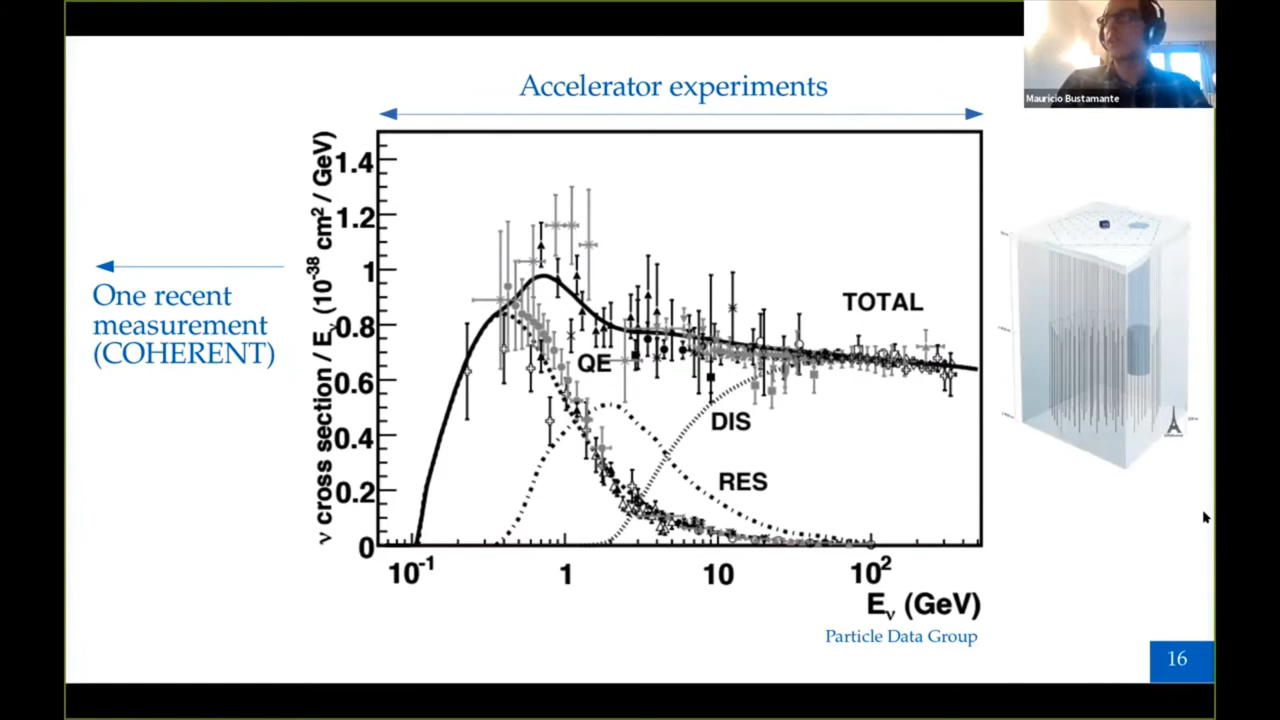 Accelerator experiments
Mauricio Bustamante
One recent
measurement
(COHERENT)
ν cross section / Eν (10-38 cm2 / GeV)
1.4
1.2
1
0.8
0.6
0.4
0.2
0
TOTAL
QE
DIS
RES
10-1
1
10
102
Eν (GeV)
Particle Data Group
16